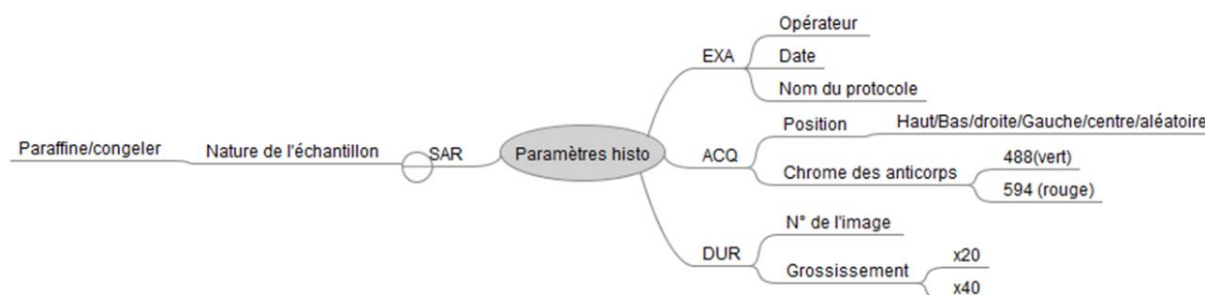 Opérateur
EXA
Date
Nom du protocole
Position
Haut/Bas/droite/Gauche/centre/aléatoire
Paraffine/congeler
Nature de l'échantillon
SAR
Paramètres histo
ACQ
488(vert)
Chrome des anticorps
594 (rouge)
N° de l'image
DUR
x20
Grossissement
x40